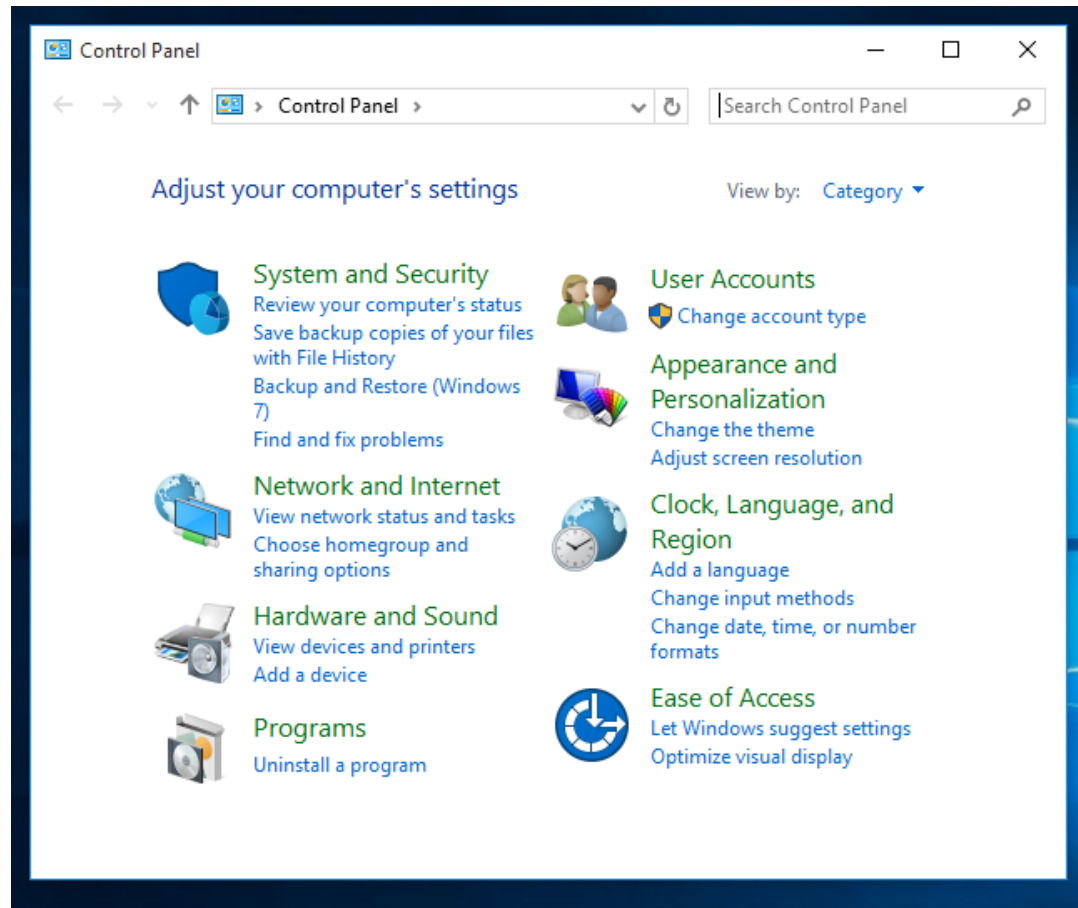 Control Panel
Control Panel
Search Control Panel
Adjust your computer's settings
View by: Category
System and Security
Review your computer's status
Save backup copies of your files
with File History
Backup and Restore (Windows
7)
Find and fix problems
Network and Internet
View network status and tasks
Choose homegroup and
sharing options
Hardware and Sound
View devices and printers
Add a device
Programs
Uninstall a program
User Accounts
Change account type
Appearance and
Personalization
Change the theme
Adjust screen resolution
Clock, Language, and
Region
Add a language
Change input methods
Change date, time, or number
formats
Ease of Access
Let Windows suggest settings
Optimize visual display